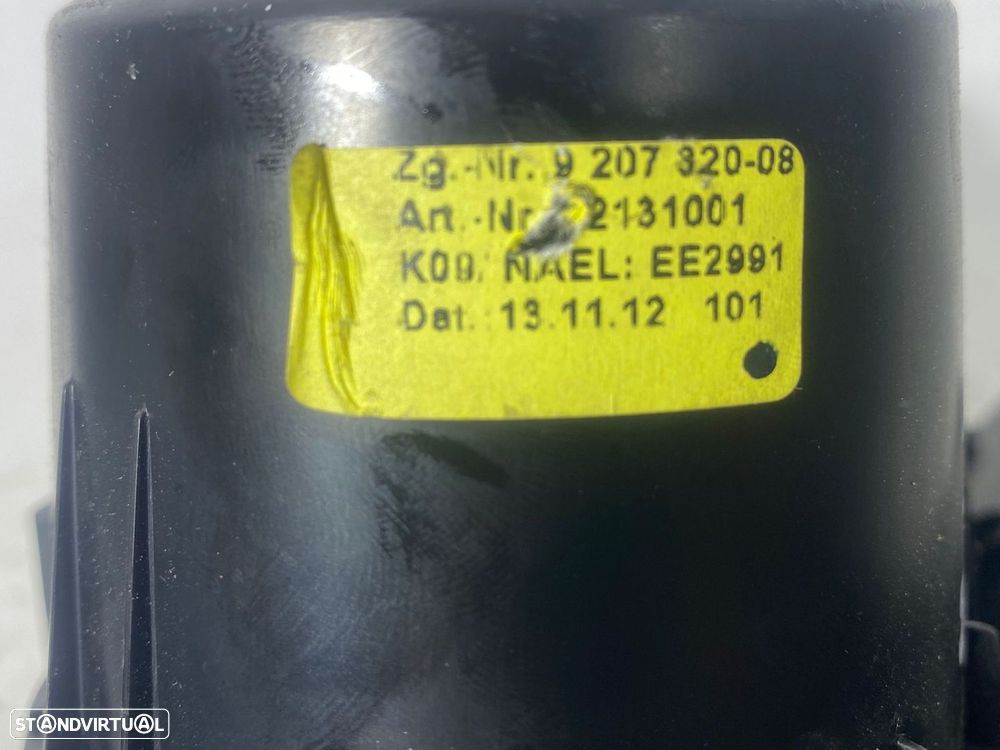 Zg.-Nr. 9 207 320-08
Art.-Nr. 2131001
K09/ NAEL: EE2991
Dat. 13.11.12 101
STANDVIRTUAL